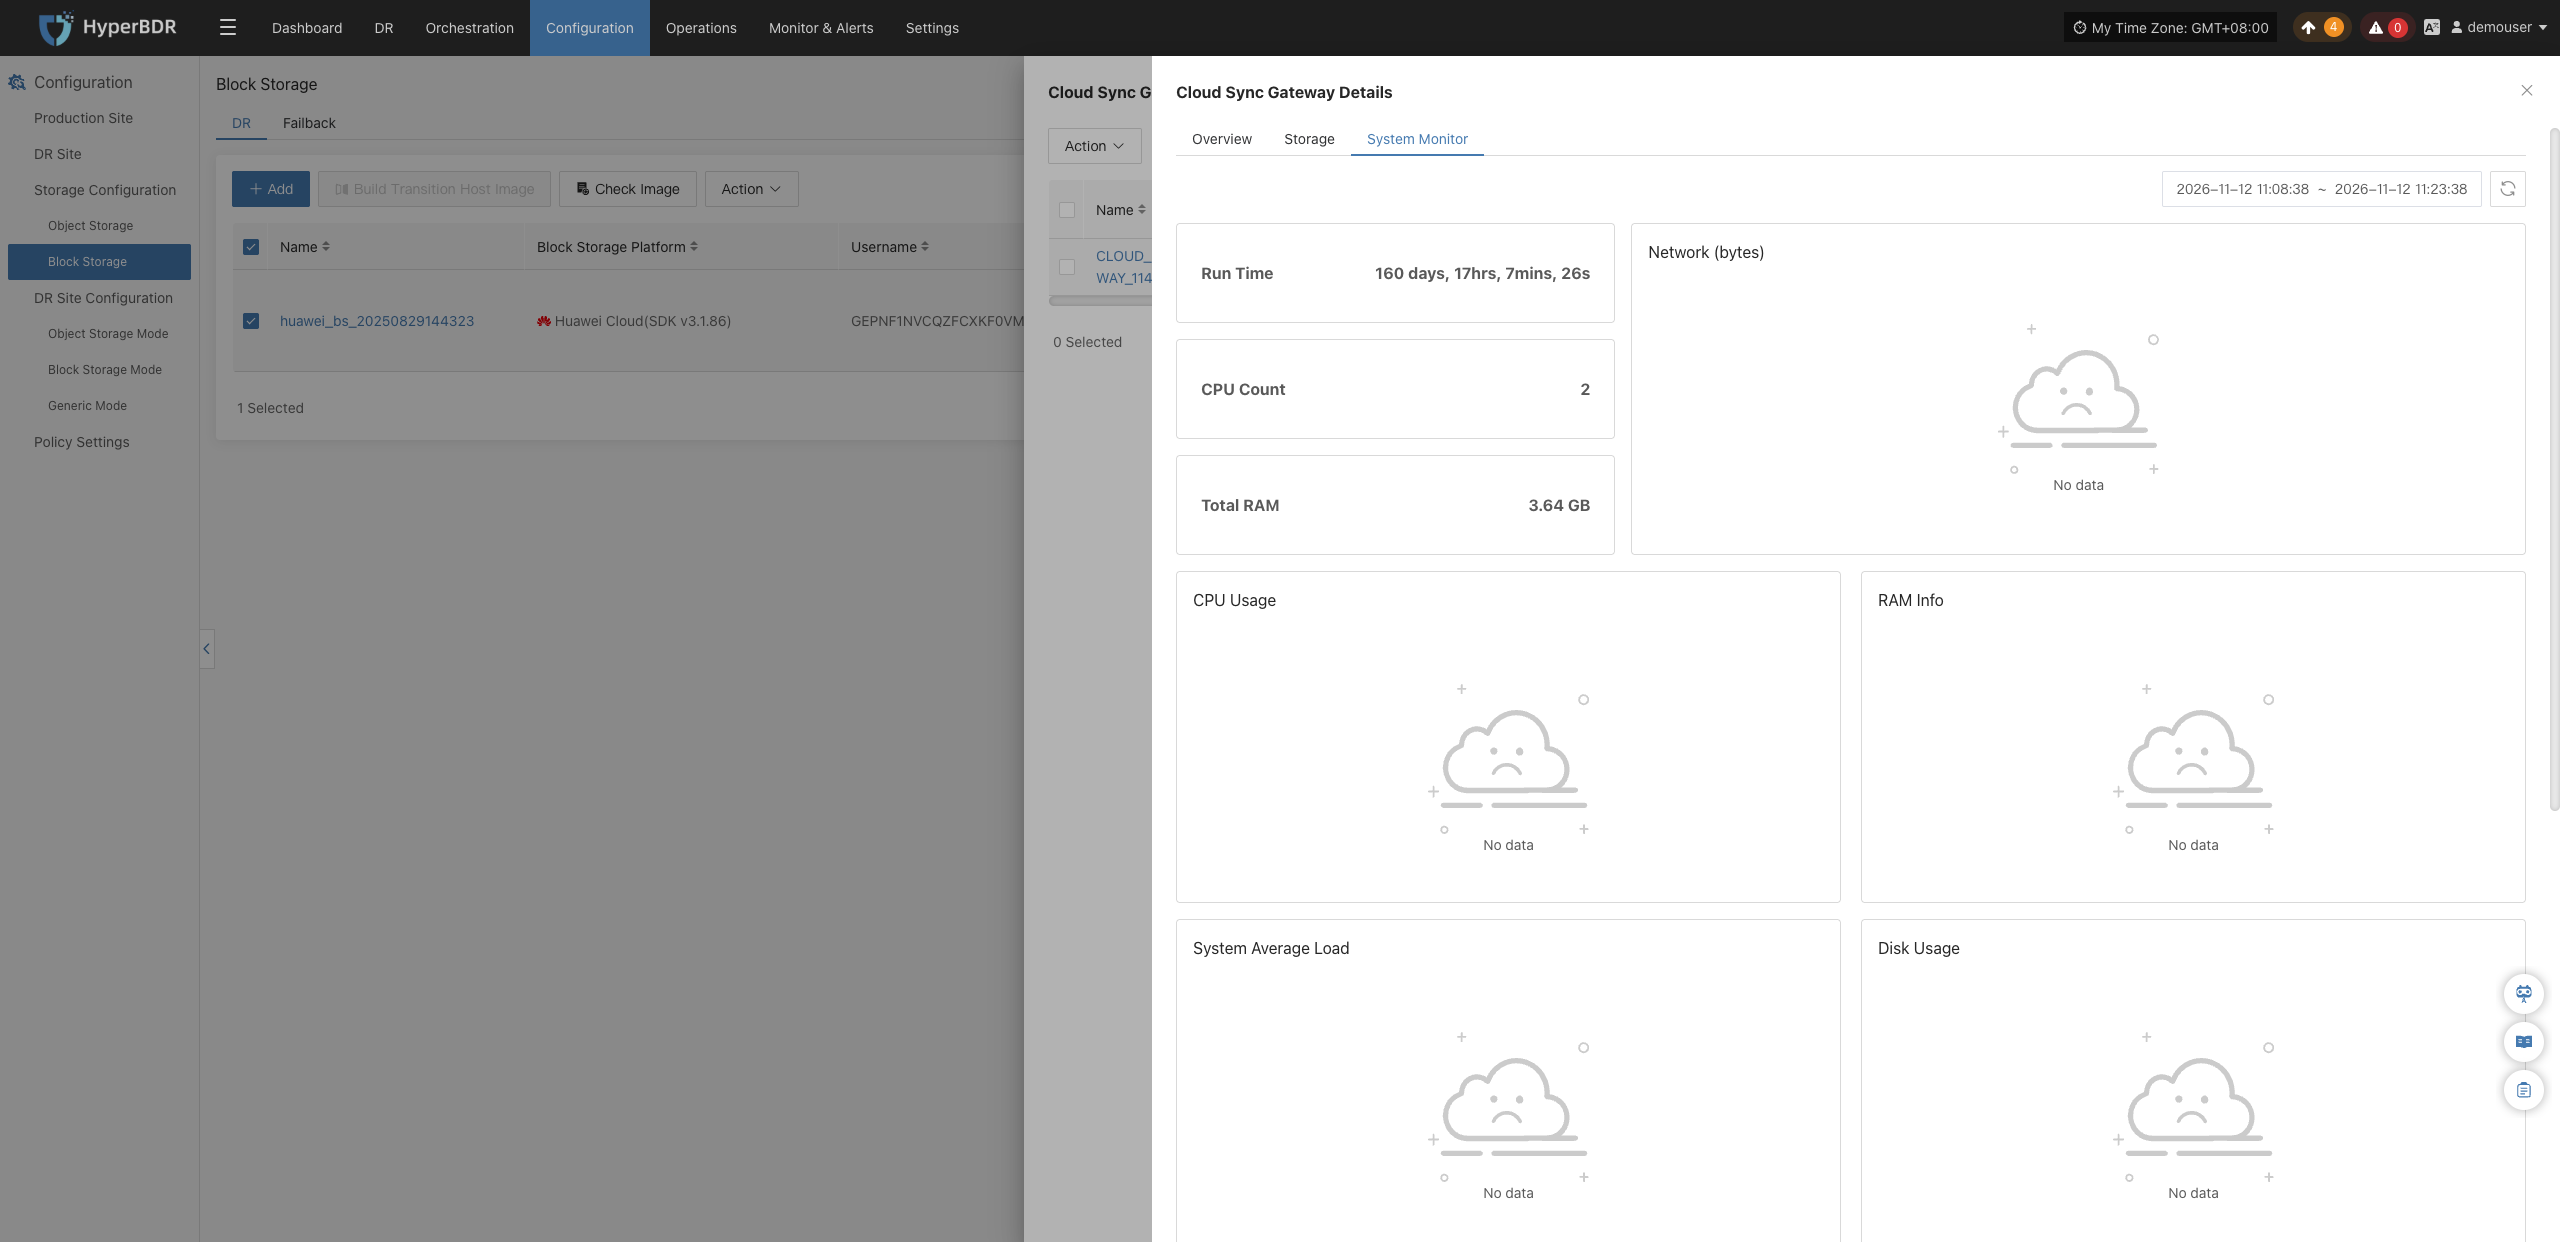 HyperBDR
Dashboard
DR
Orchestration
Configuration
Operations
Monitor & Alerts
Settings
My Time Zone: GMT+08:00
4
0
demouser
Configuration
Production Site
DR Site
Storage Configuration
Object Storage
Block Storage
DR Site Configuration
Object Storage Mode
Block Storage Mode
Generic Mode
Policy Settings
Block Storage
DR
Failback
Add
Build Transition Host Image
Check Image
Action
Name
Block Storage Platform
Username
huawei_bs_20250829144323
Huawei Cloud(SDK v3.1.86)
GEPNF1NVCQZFCXKF0VM
1 Selected
Cloud Sync G
Action
Name
CLOUD_
WAY_114
0 Selected
Cloud Sync Gateway Details
Overview
Storage
System Monitor
2026-11-12 11:08:38 ~ 2026-11-12 11:23:38
Run Time
160 days, 17hrs, 7mins, 26s
CPU Count
2
Total RAM
3.64 GB
Network (bytes)
No data
CPU Usage
No data
RAM Info
No data
System Average Load
No data
Disk Usage
No data